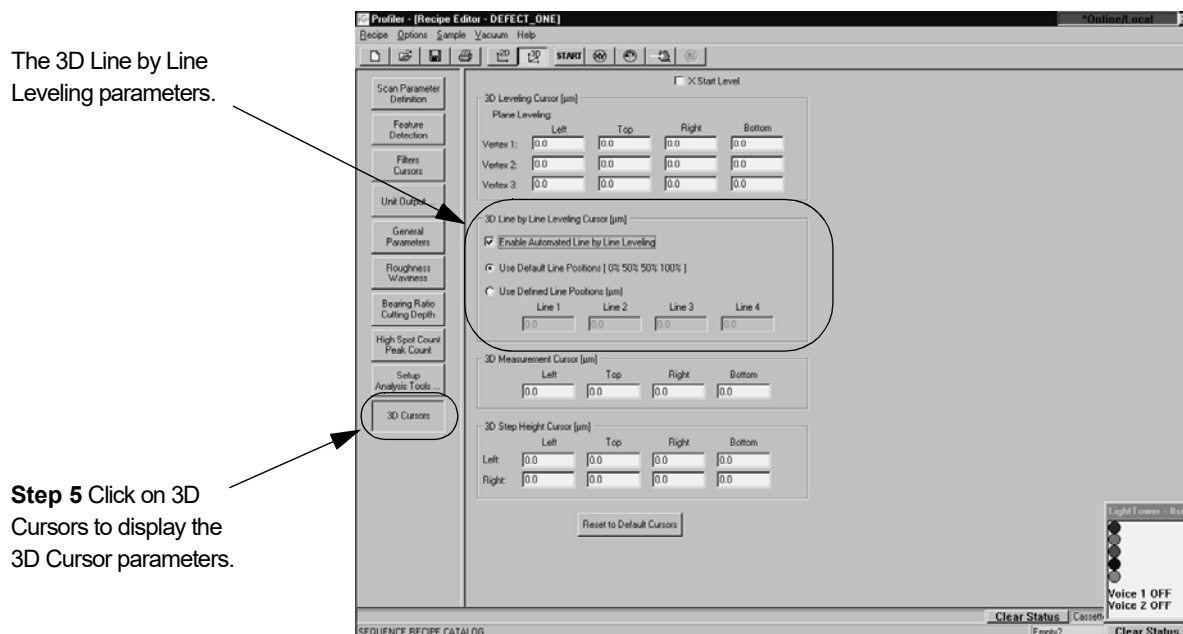 The 3D Line by Line
Leveling parameters.
Step 5 Click on 3D
Cursors to display the
3D Cursor parameters.
Profiler - [Recipe Editor - DEFECT_ONE]
*Online/Local
Recipe Options Sample Vacuum Help
2D 3D START
Scan Parameter
Definition
Feature
Detection
Filters
Cursors
Unit Output ...
General
Parameters
Roughness
Waviness
Bearing Ratio
Cutting Depth
High Spot Count
Peak Count
Setup
Analysis Tools ...
3D Cursors
X Start Level
3D Leveling Cursor [µm]
Plane Leveling:
Left Top Right Bottom
Vertex 1: 0.0 0.0 0.0 0.0
Vertex 2: 0.0 0.0 0.0 0.0
Vertex 3: 0.0 0.0 0.0 0.0
3D Line by Line Leveling Cursor [µm]
Enable Automated Line by Line Leveling
Use Default Line Positions [ 0% 50% 50% 100% ]
Use Defined Line Positions (µm)
Line 1 Line 2 Line 3 Line 4
0.0 0.0 0.0 0.0
3D Measurement Cursor [µm]
Left Top Right Bottom
0.0 0.0 0.0 0.0
3D Step Height Cursor [µm]
Left Top Right Bottom
Left: 0.0 0.0 0.0 0.0
Right: 0.0 0.0 0.0 0.0
Reset to Default Cursors
LightTower -
Voice 1 OFF
Voice 2 OFF
Clear Status
SEQUENCE RECIPE CATALOG
Empty?
Clear Status